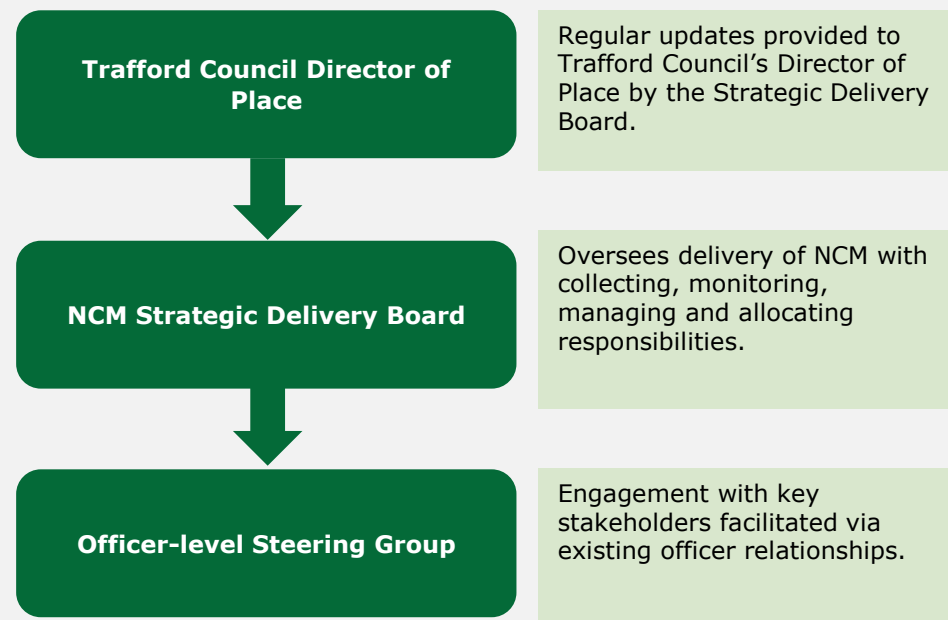 Trafford Council Director of
Place
Regular updates provided to
Trafford Council's Director of
Place by the Strategic Delivery
Board.
NCM Strategic Delivery Board
Oversees delivery of NCM with
collecting, monitoring,
managing and allocating
responsibilities.
Officer-level Steering Group
Engagement with key
stakeholders facilitated via
existing officer relationships.